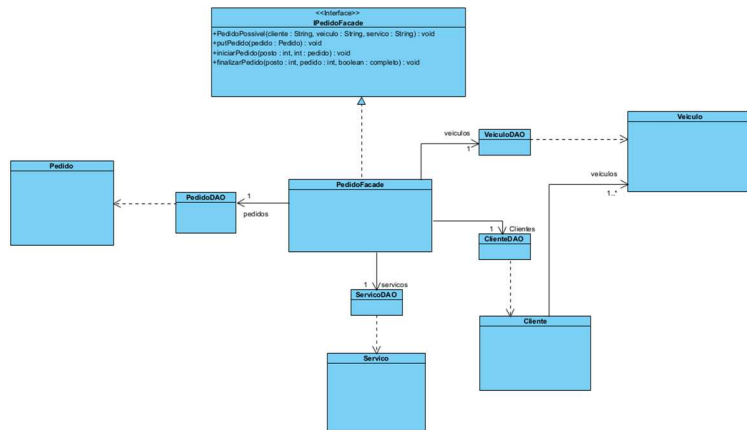 <<Interface>>
IPedidoFacade
+PedidoPossivel(cliente : String, veiculo : String, servico : String) : void
+putPedido(pedido : Pedido) : void
+iniciarPedido(posto : int, int : pedido) : void
+finalizarPedido(posto : int, pedido : int, boolean : completo) : void
Veiculo
veiculos
1
VeiculoDAO
Pedido
PedidoDAO
1
pedidos
PedidoFacade
veiculos
1..*
1
Clientes
ClienteDAO
1
servicos
ServicoDAO
Cliente
Servico